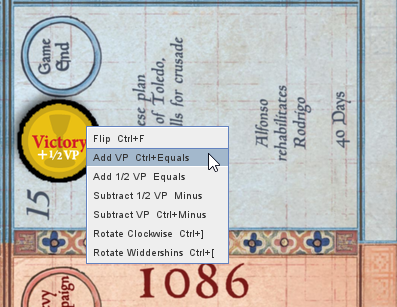 Game
End
ese plan
of Toledo,
lls for crusade
Alfonso
rehabilitates
Rodrigo
40 Days
Victory
+½VP
15
Flip Ctrl+F
Add VP Ctrl+Equals
Add 1/2 VP Equals
Subtract 1/2 VP Minus
Subtract VP Ctrl+Minus
Rotate Clockwise Ctrl+]
Rotate Widdershins Ctrl+[
vy
paign
1086